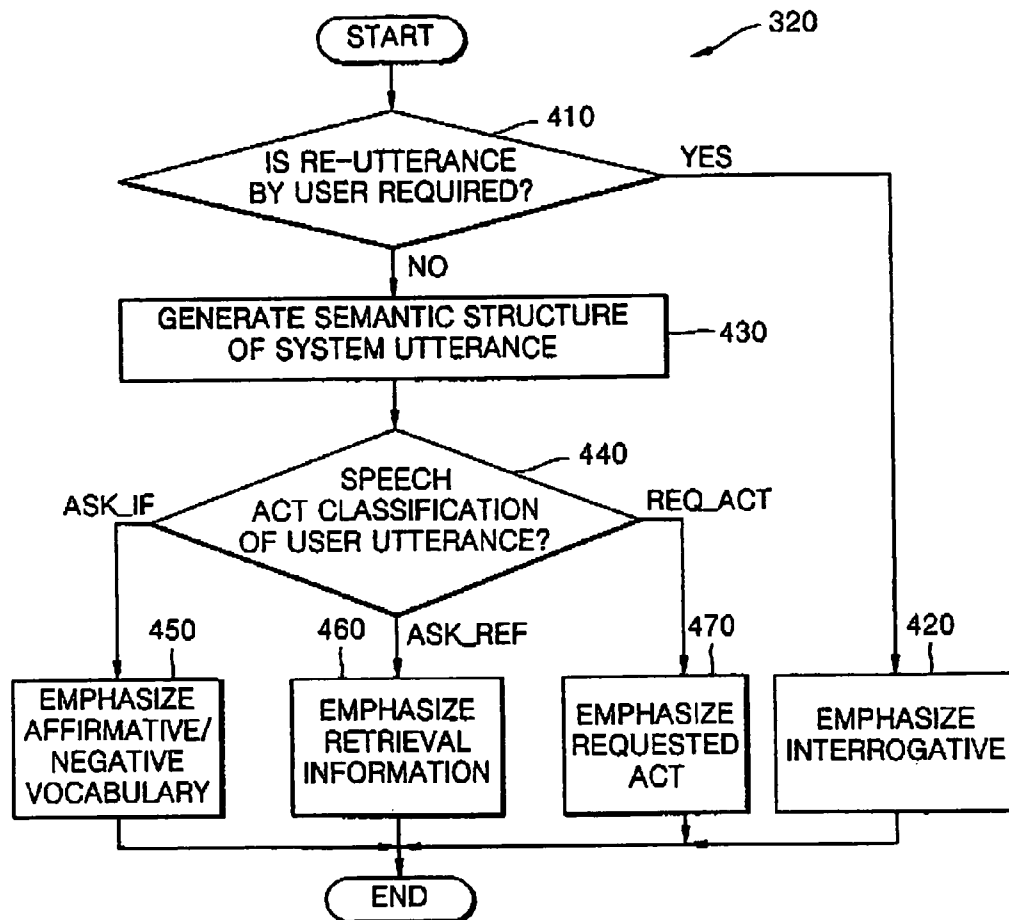 START
320
410
IS RE-UTTERANCE
BY USER REQUIRED?
YES
NO
GENERATE SEMANTIC STRUCTURE
OF SYSTEM UTTERANCE
430
440
SPEECH
ACT CLASSIFICATION
OF USER UTTERANCE?
ASK_IF
REQ_ACT
ASK_REF
450
EMPHASIZE
AFFIRMATIVE/
NEGATIVE
VOCABULARY
460
EMPHASIZE
RETRIEVAL
INFORMATION
470
EMPHASIZE
REQUESTED
ACT
420
EMPHASIZE
INTERROGATIVE
END